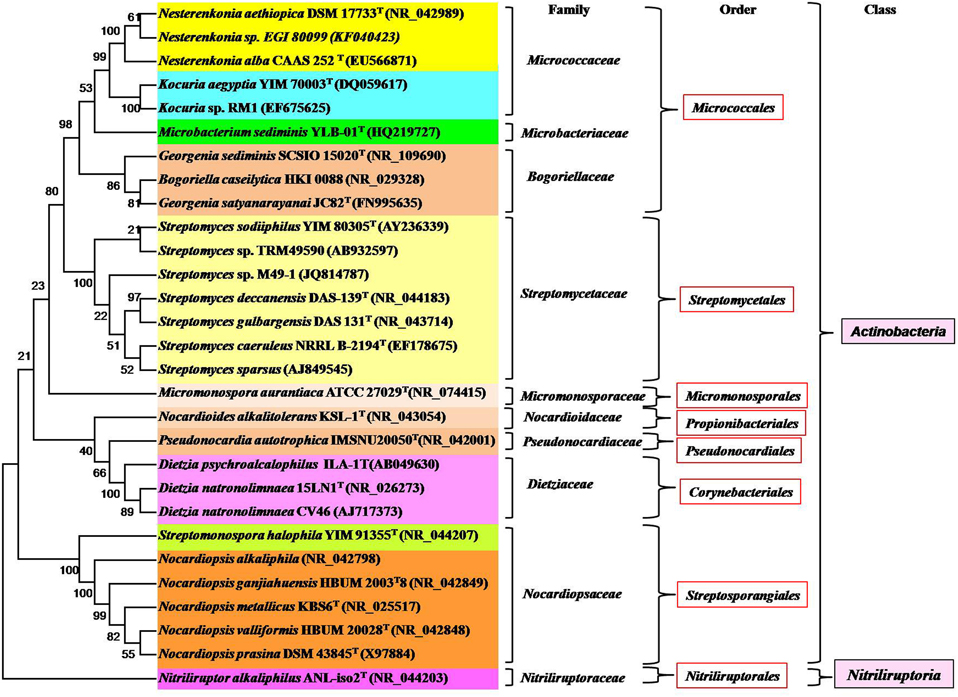 Family Order Class
61 Nesterenkonia aethiopica DSM 17733T (NR_042989)
100 Nesterenkonia sp. EGI 80099 (KF040423)
99 Nesterenkonia alba CAAS 252 T (EU566871) Micrococcaceae
53 Kocuria aegyptia YIM 70003T (DQ059617)
100 Kocuria sp. RM1 (EF675625) Micrococcales
98 Microbacterium sediminis YLB-01T (HQ219727) Microbacteriaceae
Georgenia sediminis SCSIO 15020T (NR_109690)
86 Bogoriella caseilytica HKI 0088 (NR_029328) Bogoriellaceae
80 81 Georgenia satyanarayanai JC82T (FN995635)
21 Streptomyces sodiiphilus YIM 80305T (AY236339)
Streptomyces sp. TRM49590 (AB932597)
100 Streptomyces sp. M49-1 (JQ814787)
23 97 Streptomyces deccanensis DAS-139T (NR_044183) Streptomycetaceae Streptomycetales
22 Streptomyces gulbargensis DAS 131T (NR_043714)
51 Streptomyces caeruleus NRRL B-2194T (EF178675) Actinobacteria
21 52 Streptomyces sparsus (AJ849545)
Micromonospora aurantiaca ATCC 27029T (NR_074415) Micromonosporaceae Micromonosporales
Nocardioides alkalitolerans KSL-1T (NR_043054) Nocardioidaceae Propionibacteriales
40 Pseudonocardia autotrophica IMSNU20050T (NR_042001) Pseudonocardiaceae Pseudonocardiales
66 Dietzia psychroalcalophilus ILA-1T(AB049630)
100 Dietzia natronolimnaea 15LN1T (NR_026273) Dietziaceae Corynebacteriales
89 Dietzia natronolimnaea CV46 (AJ717373)
Streptomonospora halophila YIM 91355T (NR_044207)
100 Nocardiopsis alkaliphila (NR_042798)
100 Nocardiopsis ganjiahuensis HBUM 2003T8 (NR_042849) Nocardiopsaceae Streptosporangiales
99 Nocardiopsis metallicus KBS6T (NR_025517)
82 Nocardiopsis valliformis HBUM 20028T (NR_042848)
55 Nocardiopsis prasina DSM 43845T (X97884)
Nitriliruptor alkaliphilus ANL-iso2T (NR_044203) Nitriliruptoraceae Nitriliruptorales Nitriliruptoria